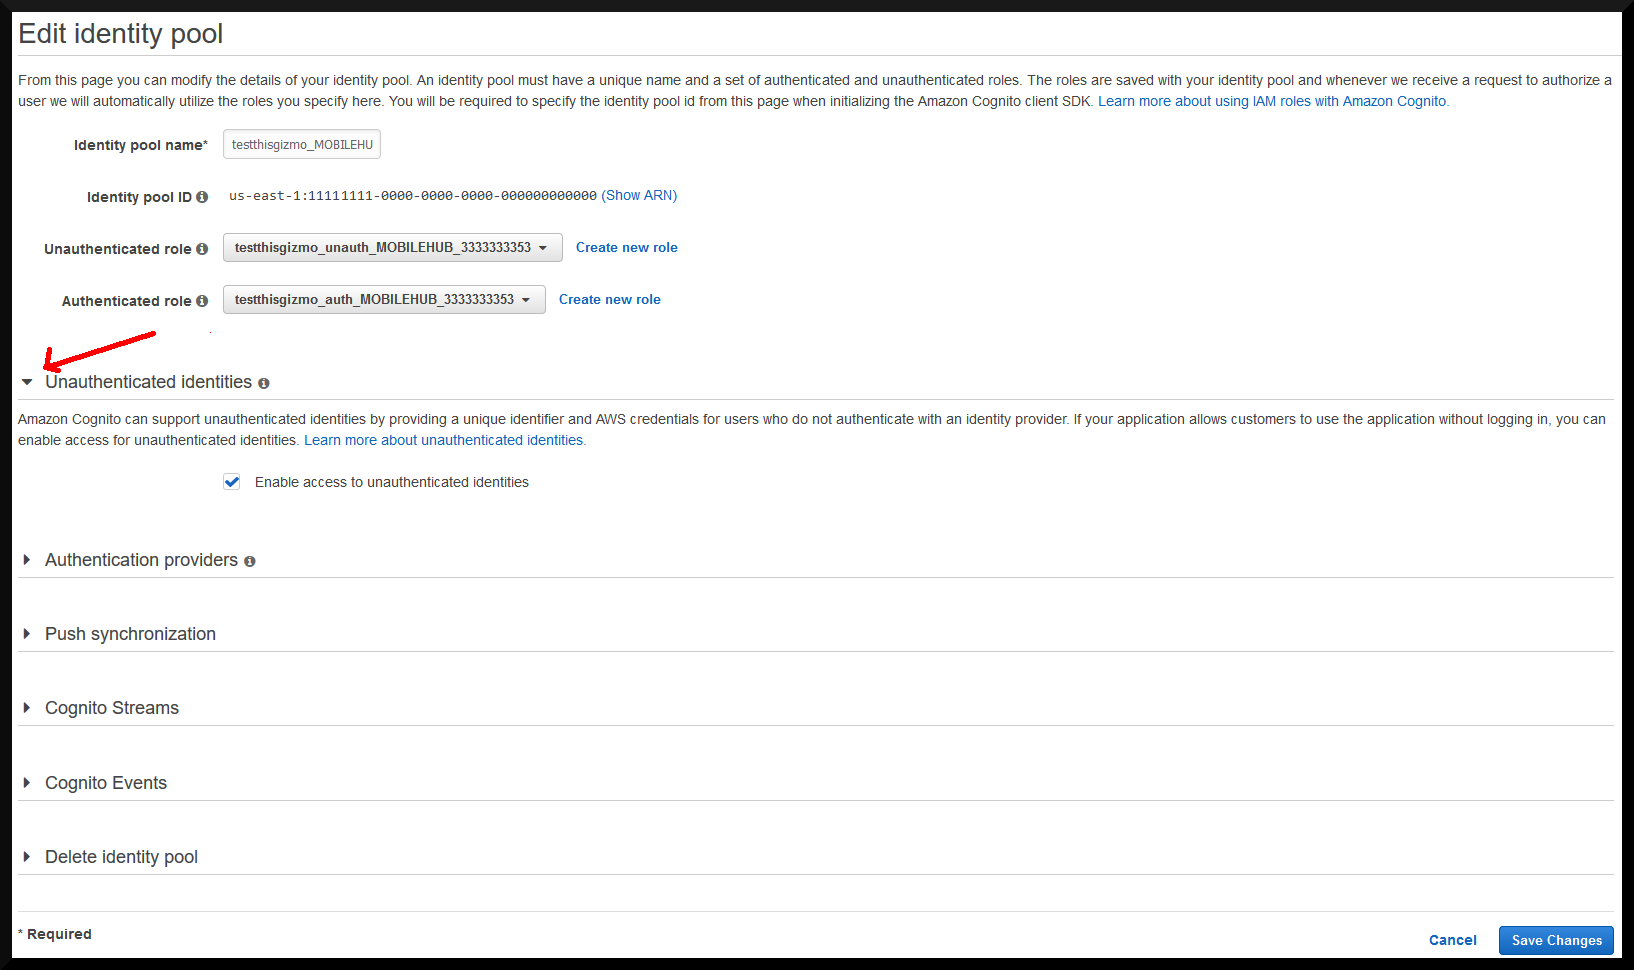 Edit identity pool
From this page you can modify the details of your identity pool. An identity pool must have a unique name and a set of authenticated and unauthenticated roles. The roles are saved with your identity pool and whenever we receive a request to authorize a
user we will automatically utilize the roles you specify here. You will be required to specify the identity pool id from this page when initializing the Amazon Cognito client SDK. Learn more about using IAM roles with Amazon Cognito.
Identity pool name* testthisgizmo_MOBILEHU
Identity pool ID us-east-1:11111111-0000-0000-0000-000000000000 (Show ARN)
Unauthenticated role testthisgizmo_unauth_MOBILEHUB_3333333353 Create new role
Authenticated role testthisgizmo_auth_MOBILEHUB_3333333353 Create new role
Unauthenticated identities
Amazon Cognito can support unauthenticated identities by providing a unique identifier and AWS credentials for users who do not authenticate with an identity provider. If your application allows customers to use the application without logging in, you can
enable access for unauthenticated identities. Learn more about unauthenticated identities.
Enable access to unauthenticated identities
Authentication providers
Push synchronization
Cognito Streams
Cognito Events
Delete identity pool
* Required
Cancel Save Changes